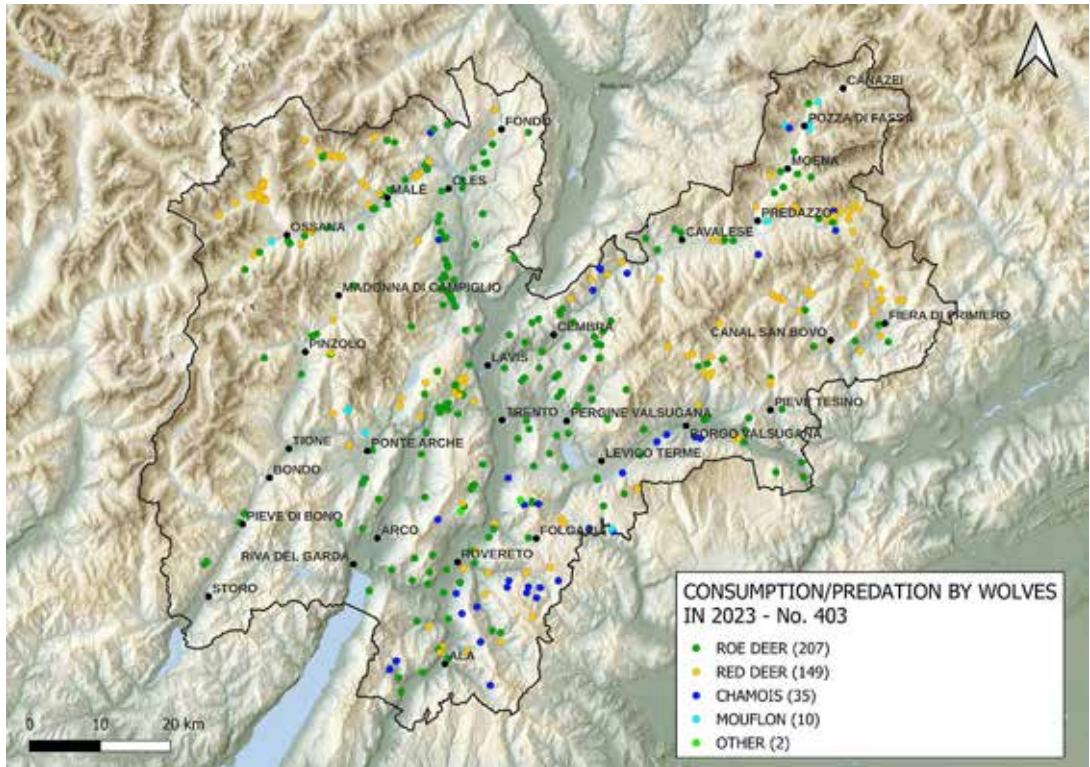 CANAZEI
POZZA DI FASSA
FONDO
MOENA
MALÈ
CLES
PREDAZZO
OSSANA
CAVALESE
MADONNA DI CAMPIGLIO
FIERA DI PRIMIERO
CEMBRA
CANAL SAN BOVO
PINZOLO
LAVIS
PIEVE TESINO
TRENTO
PERGINE VALSUGANA
BORGO VALSUGANA
TIONE
PONTE ARCHE
LEVICO TERME
BONDO
PIEVE DI BONO
ARCO
FOLGARIA
RIVA DEL GARDA
ROVERETO
STORO
ALA
CONSUMPTION/PREDATION BY WOLVES
IN 2023 - No. 403
ROE DEER (207)
RED DEER (149)
CHAMOIS (35)
MOUFLON (10)
OTHER (2)
0 10 20 km